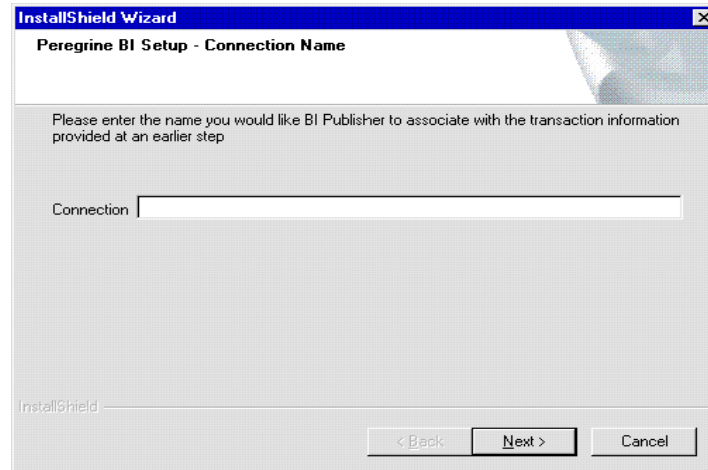 InstallShield Wizard
Peregrine BI Setup - Connection Name
Please enter the name you would like BI Publisher to associate with the transaction information
provided at an earlier step
Connection
InstallShield
< Back Next > Cancel